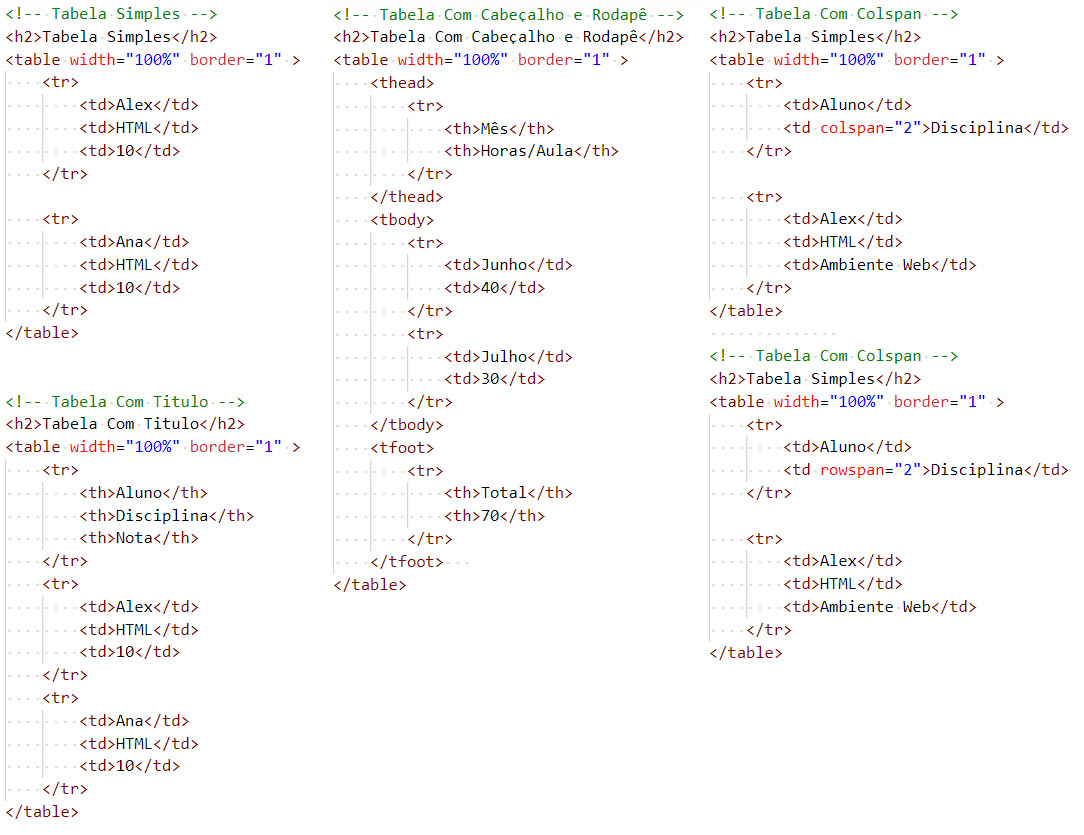 <!-- Tabela Simples -->
<h2>Tabela Simples</h2>
<table width="100%" border="1" >
    <tr>
        <td>Alex</td>
        <td>HTML</td>
        <td>10</td>
    </tr>

    <tr>
        <td>Ana</td>
        <td>HTML</td>
        <td>10</td>
    </tr>
</table>

<!-- Tabela Com Titulo -->
<h2>Tabela Com Titulo</h2>
<table width="100%" border="1" >
    <tr>
        <th>Aluno</th>
        <th>Disciplina</th>
        <th>Nota</th>
    </tr>
    <tr>
        <td>Alex</td>
        <td>HTML</td>
        <td>10</td>
    </tr>
    <tr>
        <td>Ana</td>
        <td>HTML</td>
        <td>10</td>
    </tr>
</table>

<!-- Tabela Com Cabeçalho e Rodapê -->
<h2>Tabela Com Cabeçalho e Rodapê</h2>
<table width="100%" border="1" >
    <thead>
        <tr>
            <th>Mês</th>
            <th>Horas/Aula</th>
        </tr>
    </thead>
    <tbody>
        <tr>
            <td>Junho</td>
            <td>40</td>
        </tr>
        <tr>
            <td>Julho</td>
            <td>30</td>
        </tr>
    </tbody>
    <tfoot>
        <tr>
            <th>Total</th>
            <th>70</th>
        </tr>
    </tfoot>
</table>

<!-- Tabela Com Colspan -->
<h2>Tabela Simples</h2>
<table width="100%" border="1" >
    <tr>
        <td>Aluno</td>
        <td colspan="2">Disciplina</td>
    </tr>

    <tr>
        <td>Alex</td>
        <td>HTML</td>
        <td>Ambiente Web</td>
    </tr>
</table>

<!-- Tabela Com Colspan -->
<h2>Tabela Simples</h2>
<table width="100%" border="1" >
    <tr>
        <td>Aluno</td>
        <td rowspan="2">Disciplina</td>
    </tr>

    <tr>
        <td>Alex</td>
        <td>HTML</td>
        <td>Ambiente Web</td>
    </tr>
</table>